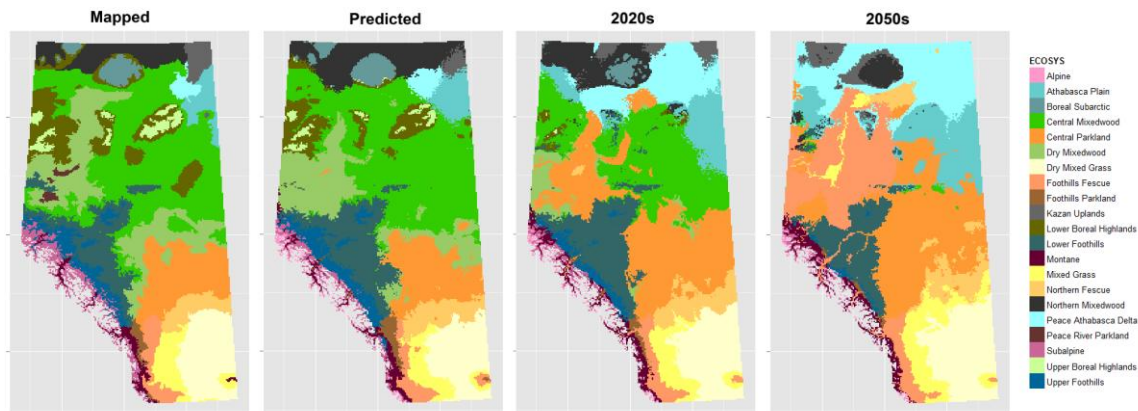 Mapped
Predicted
2020s
2050s
ECOSYS
Alpine
Athabasca Plain
Boreal Subarctic
Central Mixedwood
Central Parkland
Dry Mixedwood
Dry Mixed Grass
Foothills Fescue
Foothills Parkland
Kazan Uplands
Lower Boreal Highlands
Lower Foothills
Montane
Mixed Grass
Northern Fescue
Northern Mixedwood
Peace Athabasca Delta
Peace River Parkland
Subalpine
Upper Boreal Highlands
Upper Foothills